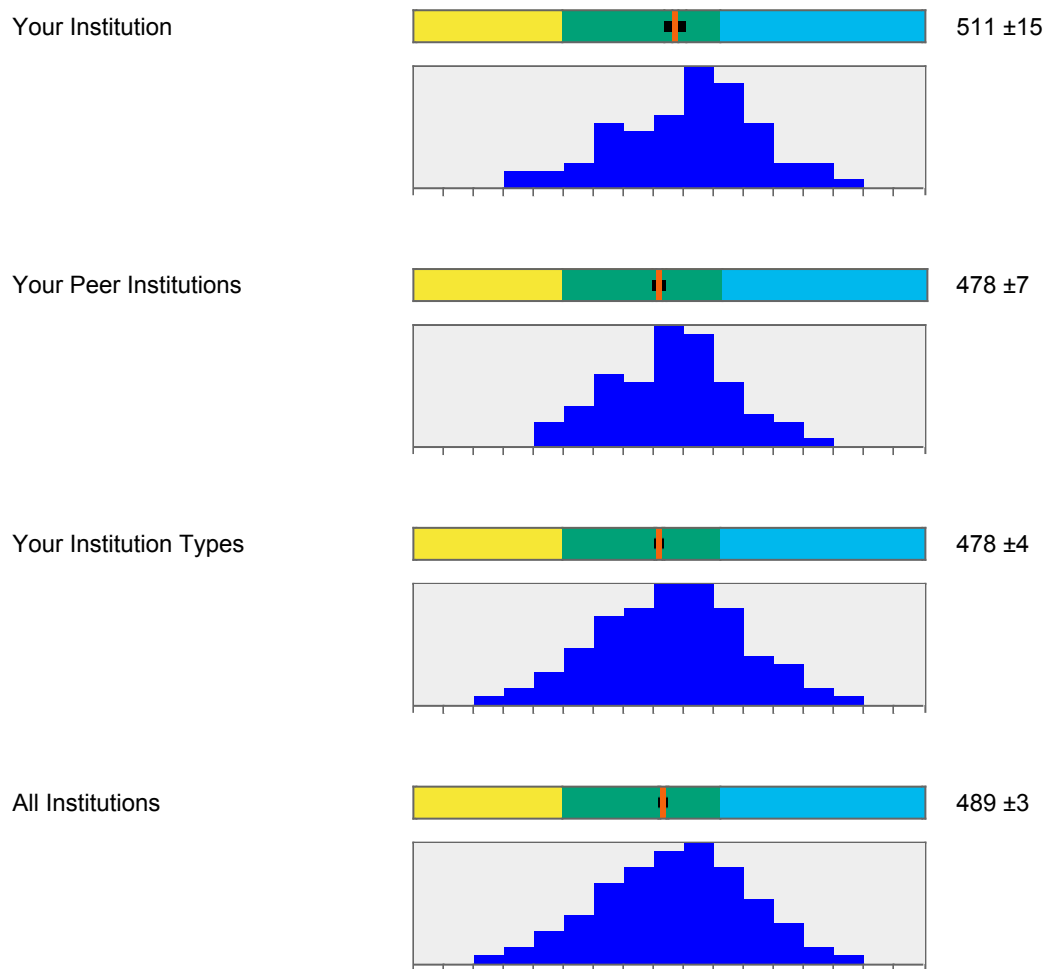 Your Institution
511 ±15
Your Peer Institutions
478 ±7
Your Institution Types
478 ±4
All Institutions
489 ±3